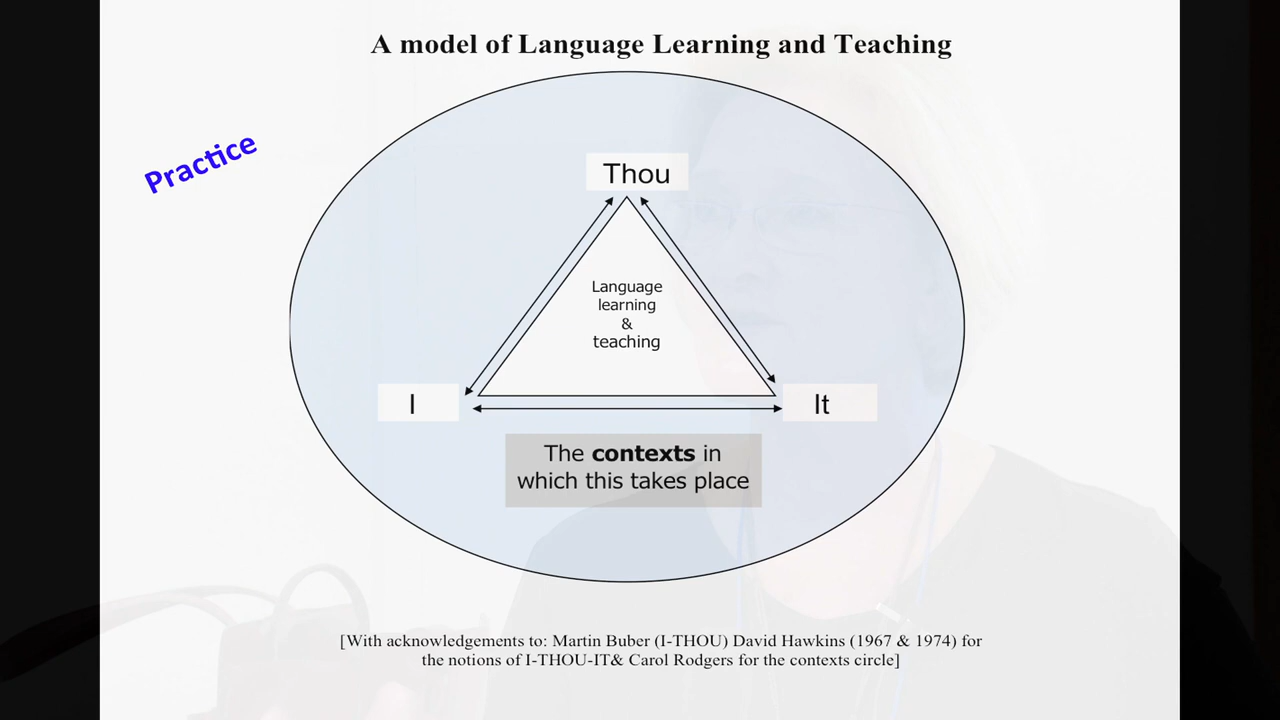 A model of Language Learning and Teaching
Practice
Thou
Language
learning
&
teaching
I
It
The contexts in
which this takes place
[With acknowledgements to: Martin Buber (I-THOU) David Hawkins (1967 & 1974) for
the notions of I-THOU-IT& Carol Rodgers for the contexts circle]